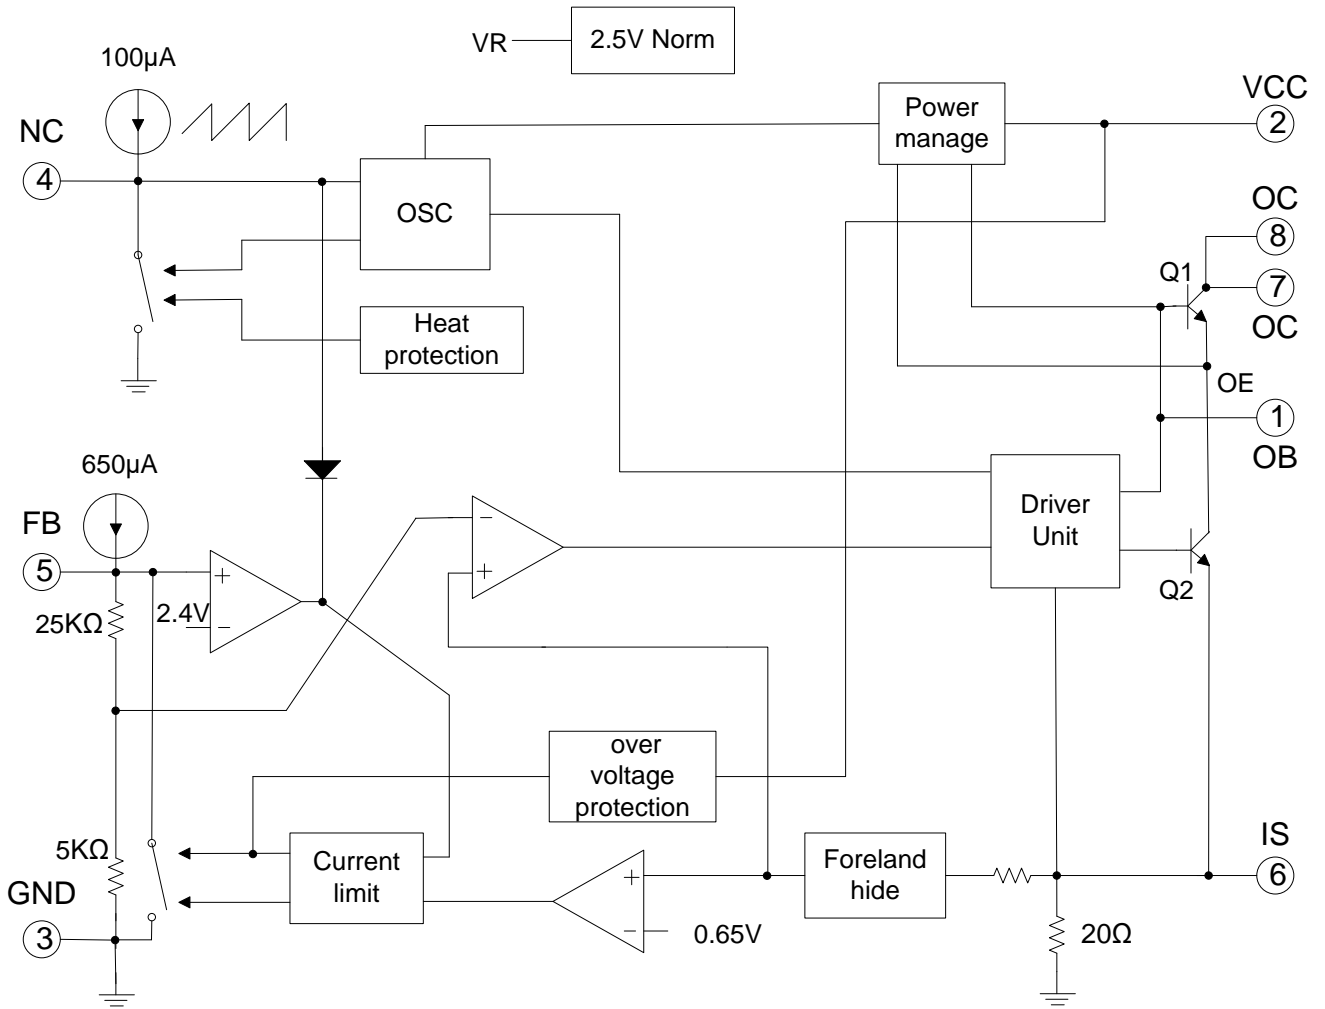 VR
2.5V Norm
100µA
NC
4
OSC
Power
manage
VCC
2
OC
8
Q1
7
OC
OE
1
OB
Heat
protection
650µA
FB
5
25KΩ
2.4V
+
−
−
+
Driver
Unit
Q2
over
voltage
protection
5KΩ
GND
3
Current
limit
+
−
0.65V
Foreland
hide
IS
6
20Ω